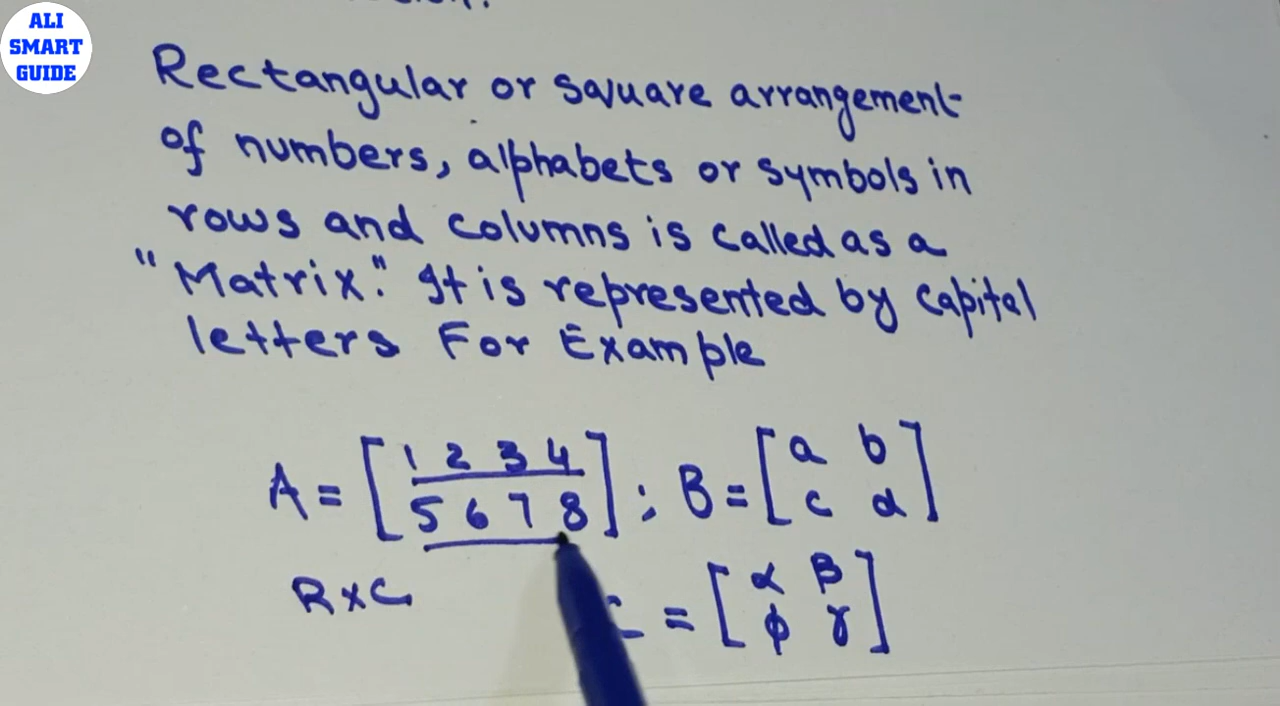 ALI
SMART
GUIDE
Rectangular or square arrangement
of numbers, alphabets or symbols in
rows and columns is called as a
"Matrix". It is represented by capital
letters For Example
A = [1 2 3 4; B = [a b
5 6 7 8] c d]
R x C
C = [α β
φ γ]